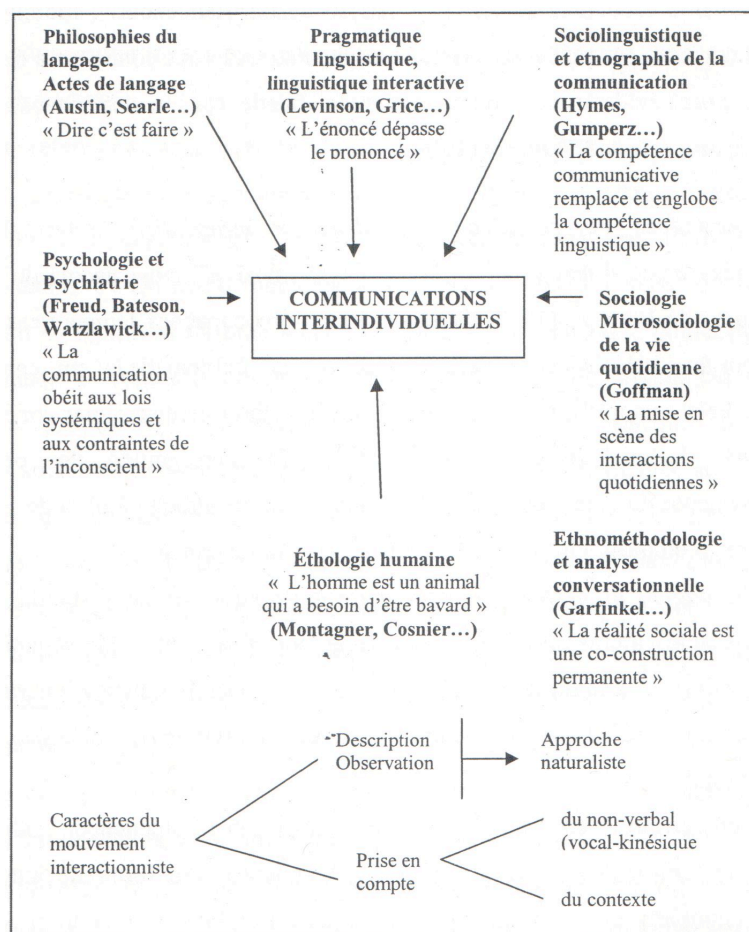 Philosophies du
langage.
Actes de langage
(Austin, Searle…)
« Dire c’est faire »
Pragmatique
linguistique,
linguistique interactive
(Levinson, Grice…)
« L’énoncé dépasse
le prononcé »
Sociolinguistique
et etnographie de la
communication
(Hymes,
Gumperz…)
« La compétence
communicative
remplace et englobe
la compétence
linguistique »
Psychologie et
Psychiatrie
(Freud, Bateson,
Watzlawick…)
« La
communication
obéit aux lois
systémiques et
aux contraintes de
l’inconscient »
COMMUNICATIONS
INTERINDIVIDUELLES
Sociologie
Microsociologie
de la vie
quotidienne
(Goffman)
« La mise en
scène des
interactions
quotidiennes »
Éthologie humaine
« L’homme est un animal
qui a besoin d’être bavard »
(Montagner, Cosnier…)
Ethnométhodologie
et analyse
conversationnelle
(Garfinkel…)
« La réalité sociale est
une co-construction
permanente »
Description
Observation
Approche
naturaliste
Caractères du
mouvement
interactionniste
Prise en
compte
du non-verbal
(vocal-kinésique
du contexte